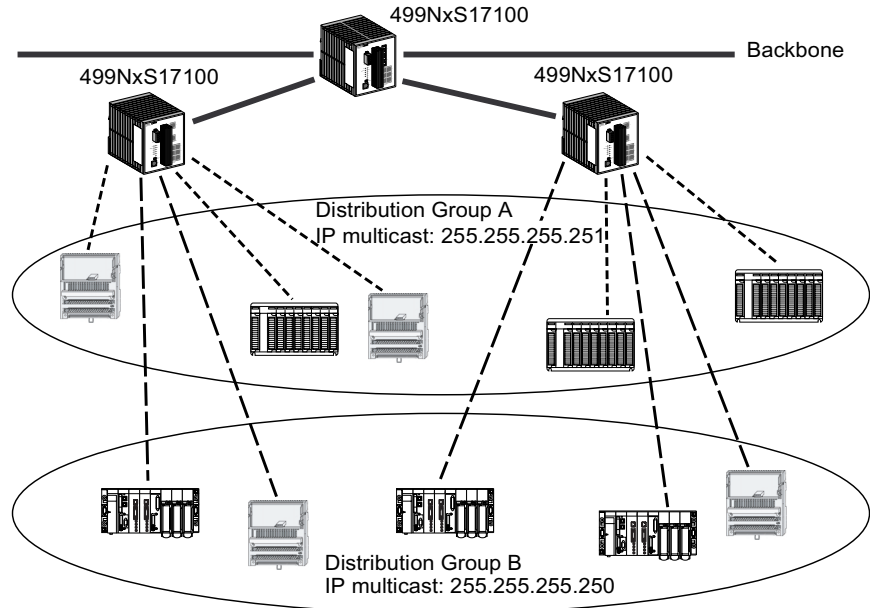 499NxS17100
Backbone
499NxS17100
499NxS17100
Distribution Group A
IP multicast: 255.255.255.251
Distribution Group B
IP multicast: 255.255.255.250